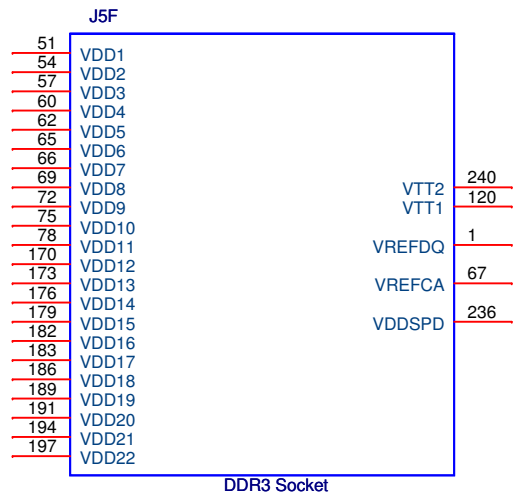 J5F
51 VDD1
54 VDD2
57 VDD3
60 VDD4
62 VDD5
65 VDD6
66 VDD7
69 VDD8
72 VDD9
75 VDD10
78 VDD11
170 VDD12
173 VDD13
176 VDD14
179 VDD15
182 VDD16
183 VDD17
186 VDD18
189 VDD19
191 VDD20
194 VDD21
197 VDD22
VTT2 240
VTT1 120
VREFDQ 1
VREFCA 67
VDDSPD 236
DDR3 Socket